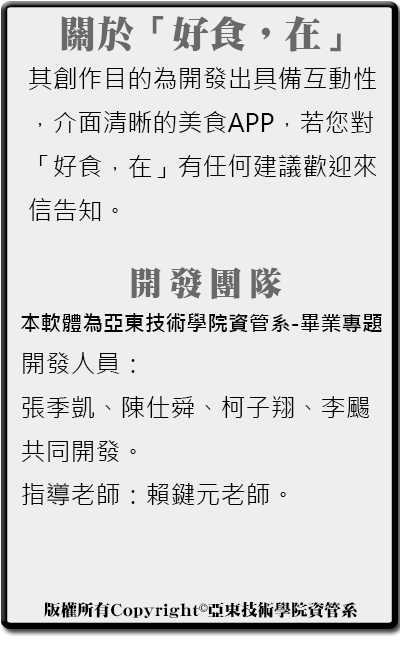 關於「好食，在」
其創作目的為開發出具備互動性
，介面清晰的美食APP，若您對
「好食，在」有任何建議歡迎來
信告知。
開發團隊
本軟體為亞東技術學院資管系-畢業專題
開發人員：
張季凱、陳仕舜、柯子翔、李颺
共同開發。
指導老師：賴鍵元老師。
版權所有Copyright©亞東技術學院資管系